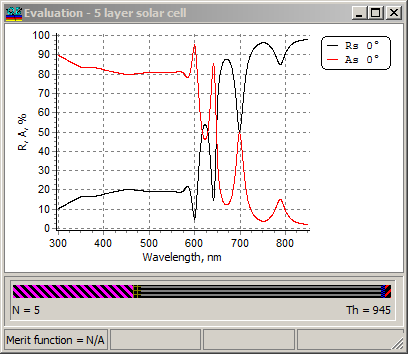 Evaluation - 5 layer solar cell
R, A, %
100
90
80
70
60
50
40
30
20
10
0
300
400
500
600
700
800
Wavelength, nm
Rs 0°
As 0°
N = 5
Th = 945
Merit function = N/A